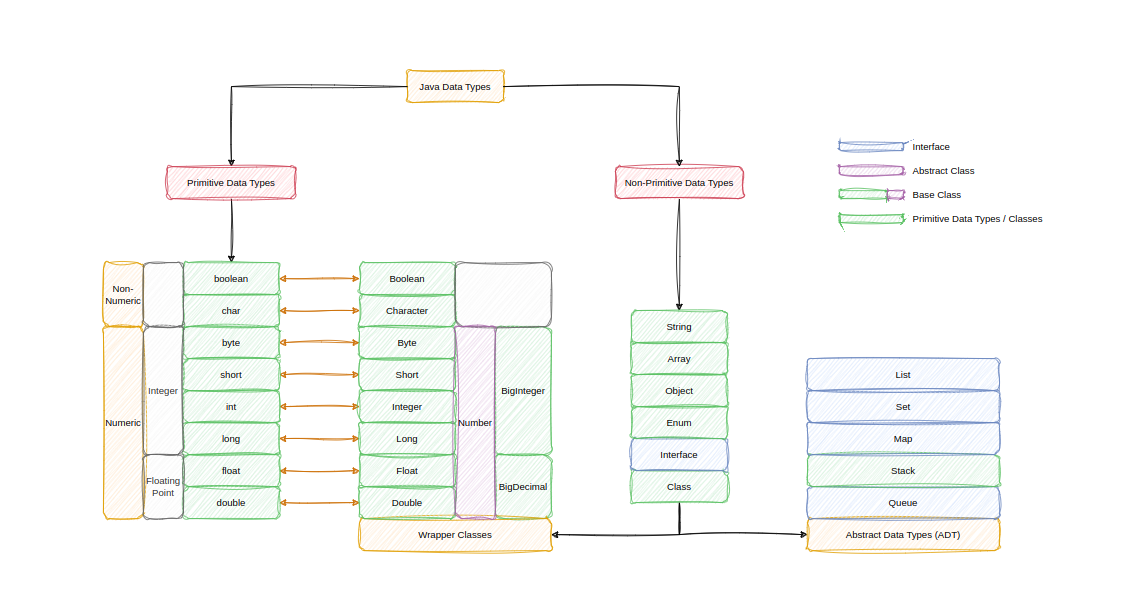 Java Data Types
Primitive Data Types
Non-Primitive Data Types
Interface
Abstract Class
Base Class
Primitive Data Types / Classes
Non-
Numeric
Numeric
Integer
Floating
Point
boolean
char
byte
short
int
long
float
double
Boolean
Character
Byte
Short
Integer
Long
Float
Double
Number
BigInteger
BigDecimal
Wrapper Classes
String
Array
Object
Enum
Interface
Class
List
Set
Map
Stack
Queue
Abstract Data Types (ADT)